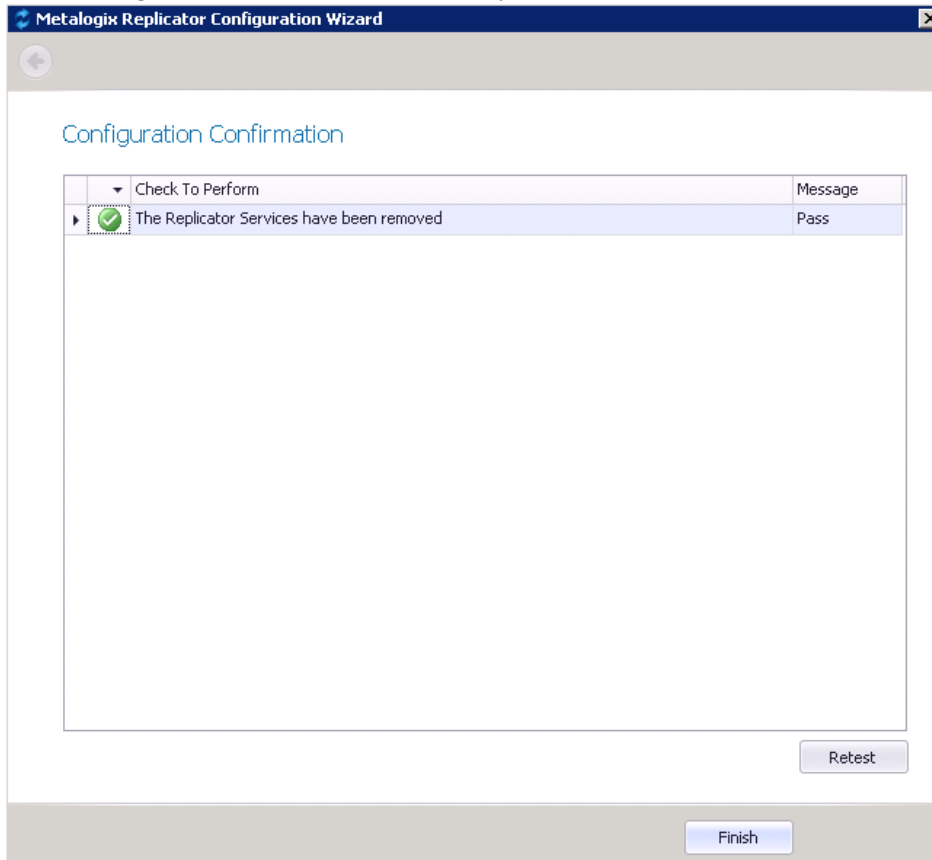 Metalogix Replicator Configuration Wizard
Configuration Confirmation
Check To Perform Message
The Replicator Services have been removed Pass
Retest
Finish